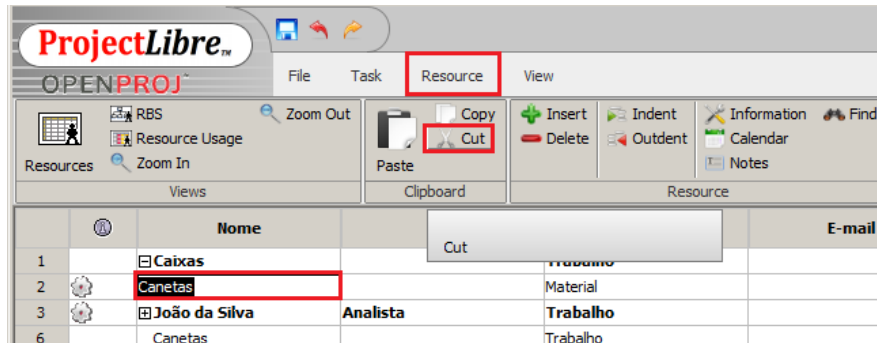 ProjectLibre™
OPENPROJ
File Task Resource View
RBS Zoom Out Copy Insert Indent Information Find
Resource Usage Cut Delete Outdent Calendar
Resources Zoom In Paste Notes
Views Clipboard Resource
Nome E-mail
Cut
1 Caixas Trabalho
2 Canetas Material
3 João da Silva Analista Trabalho
6 Canetas Trabalho